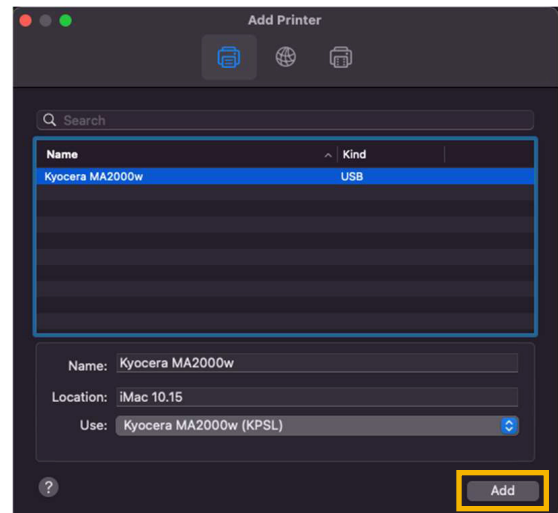 Add Printer
Search
Name Kind
Kyocera MA2000w USB
Name: Kyocera MA2000w
Location: iMac 10.15
Use: Kyocera MA2000w (KPSL)
? Add